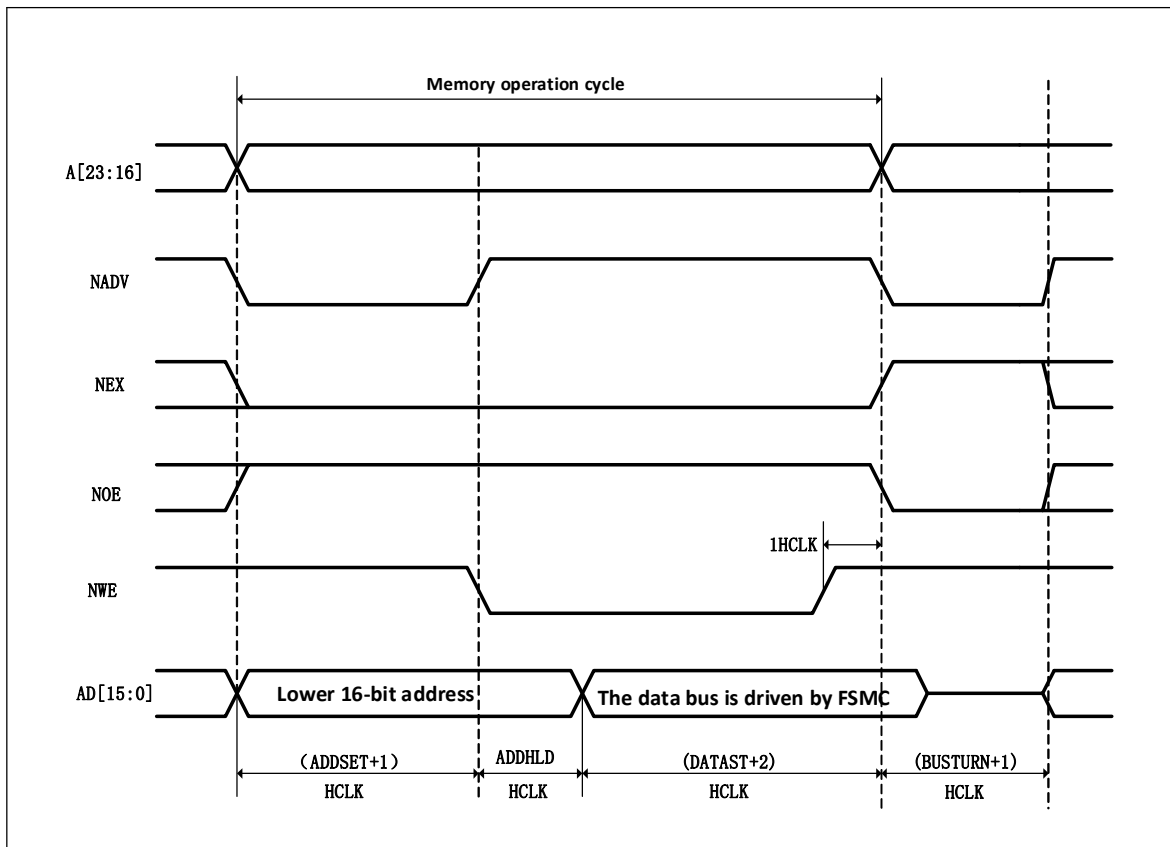 Memory operation cycle
A[23:16]
NADV
NEX
NOE
1HCLK
NWE
AD[15:0]
Lower 16-bit address
The data bus is driven by FSMC
(ADDSET+1)
ADDHLD
(DATAST+2)
(BUSTURN+1)
HCLK
HCLK
HCLK
HCLK